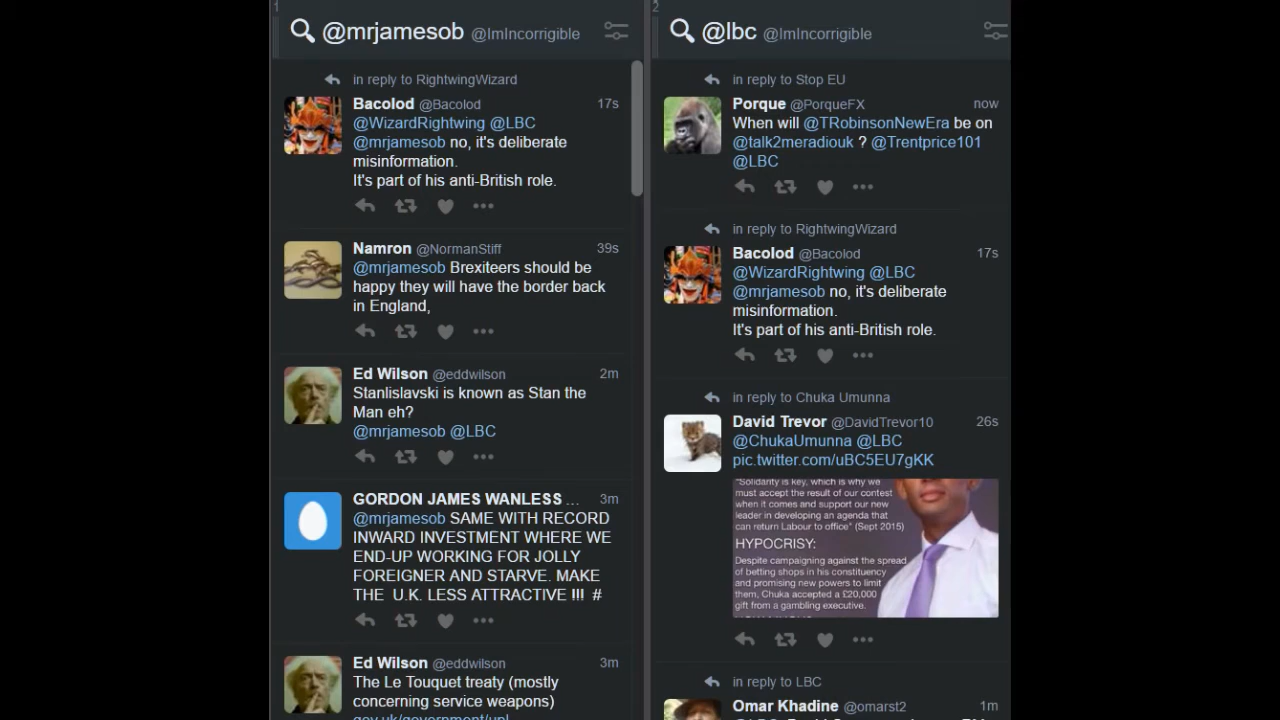 1
@mrjamesob @ImIncorrigible
in reply to RightwingWizard
Bacolod @Bacolod 17s
@WizardRightwing @LBC
@mrjamesob no, it's deliberate
misinformation.
It's part of his anti-British role.
Namron @NormanStiff 39s
@mrjamesob Brexiteers should be
happy they will have the border back
in England,
Ed Wilson @eddwilson 2m
Stanlislavski is known as Stan the
Man eh?
@mrjamesob @LBC
GORDON JAMES WANLESS ... 3m
@mrjamesob SAME WITH RECORD
INWARD INVESTMENT WHERE WE
END-UP WORKING FOR JOLLY
FOREIGNER AND STARVE. MAKE
THE U.K. LESS ATTRACTIVE !!! #
Ed Wilson @eddwilson 3m
The Le Touquet treaty (mostly
concerning service weapons)
gov.uk/government/upl
2
@lbc @ImIncorrigible
in reply to Stop EU
Porque @PorqueFX now
When will @TRobinsonNewEra be on
@talk2meradiouk ? @Trentprice101
@LBC
in reply to RightwingWizard
Bacolod @Bacolod 17s
@WizardRightwing @LBC
@mrjamesob no, it's deliberate
misinformation.
It's part of his anti-British role.
in reply to Chuka Umunna
David Trevor @DavidTrevor10 26s
@ChukaUmunna @LBC
pic.twitter.com/uBC5EU7gKK
"Solidarity is key, which is why we
must accept the result of our contest
when it comes and support our new
leader in developing an agenda that
can return Labour to office" (Sept 2015)
HYPOCRISY:
Despite campaigning against the spread
of betting shops in his constituency
and promising new powers to limit
them, Chuka accepted a £20,000
gift from a gambling executive.
in reply to LBC
Omar Khadine @omarst2 1m